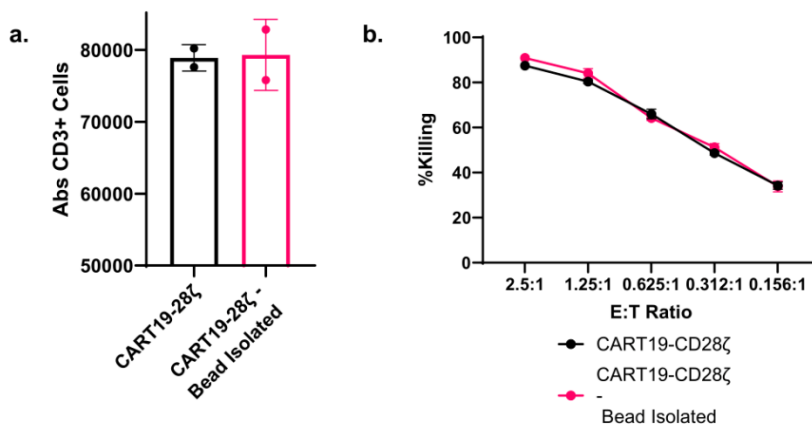 a.
Abs CD3+ Cells
80000
70000
60000
50000
CART19-28ζ
CART19-28ζ -
Bead Isolated
b.
%Killing
100
80
60
40
20
0
2.5:1 1.25:1 0.625:1 0.312:1 0.156:1
E:T Ratio
CART19-CD28ζ
CART19-CD28ζ
-
Bead Isolated